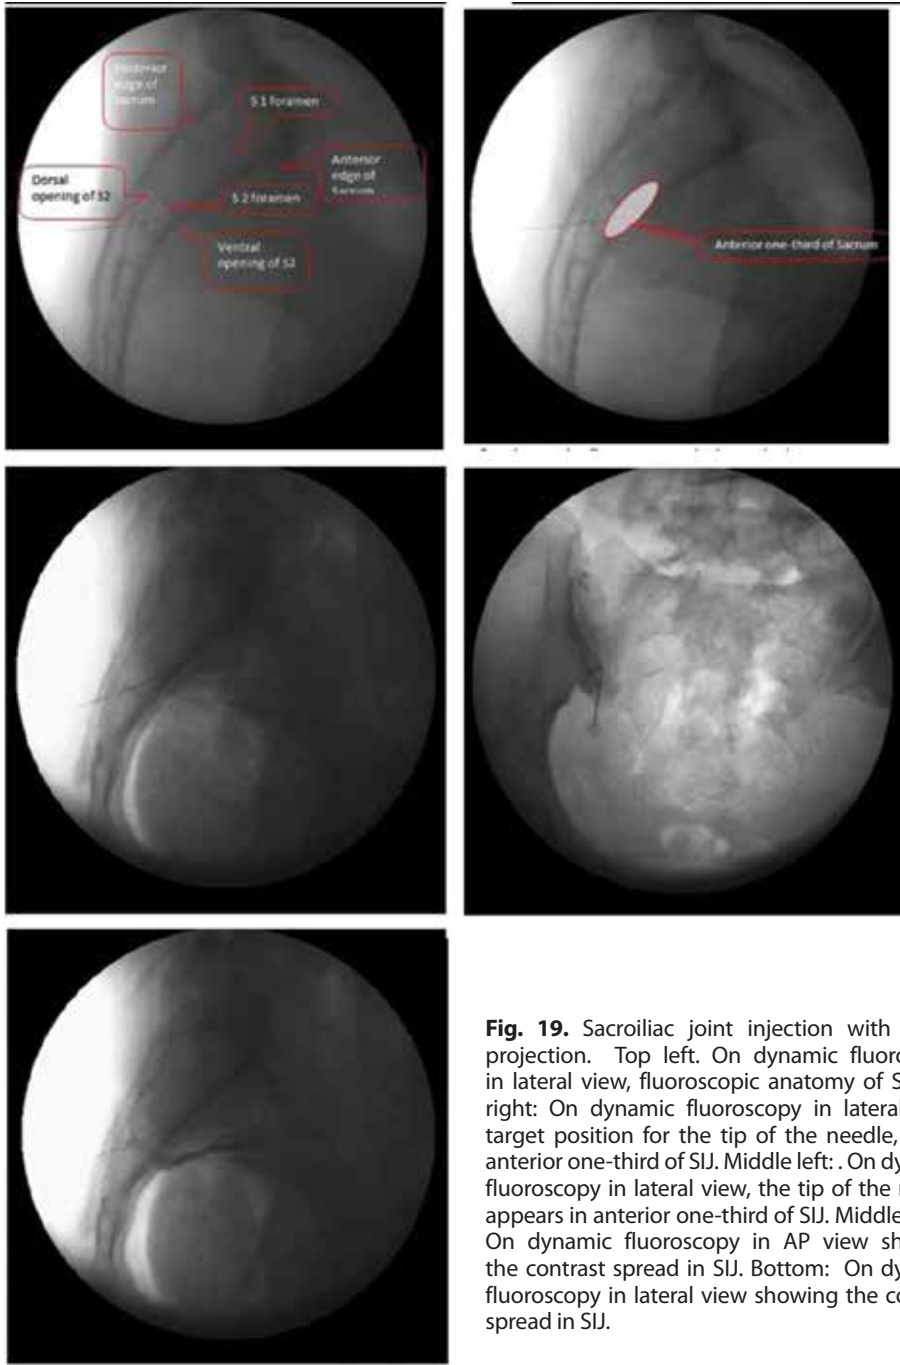 Posterior
edge of
Sacrum
S 1 foramen
Anterior
edge of
Sacrum
Dorsal
opening of S2
S 2 foramen
Ventral
opening of S2
Anterior one-third of Sacrum
Fig. 19. Sacroiliac joint injection with
projection. Top left. On dynamic fluoro
in lateral view, fluoroscopic anatomy of S
right: On dynamic fluoroscopy in lateral
target position for the tip of the needle,
anterior one-third of SIJ. Middle left: . On dy
fluoroscopy in lateral view, the tip of the
appears in anterior one-third of SIJ. Middle
On dynamic fluoroscopy in AP view sh
the contrast spread in SIJ. Bottom: On dy
fluoroscopy in lateral view showing the co
spread in SIJ.